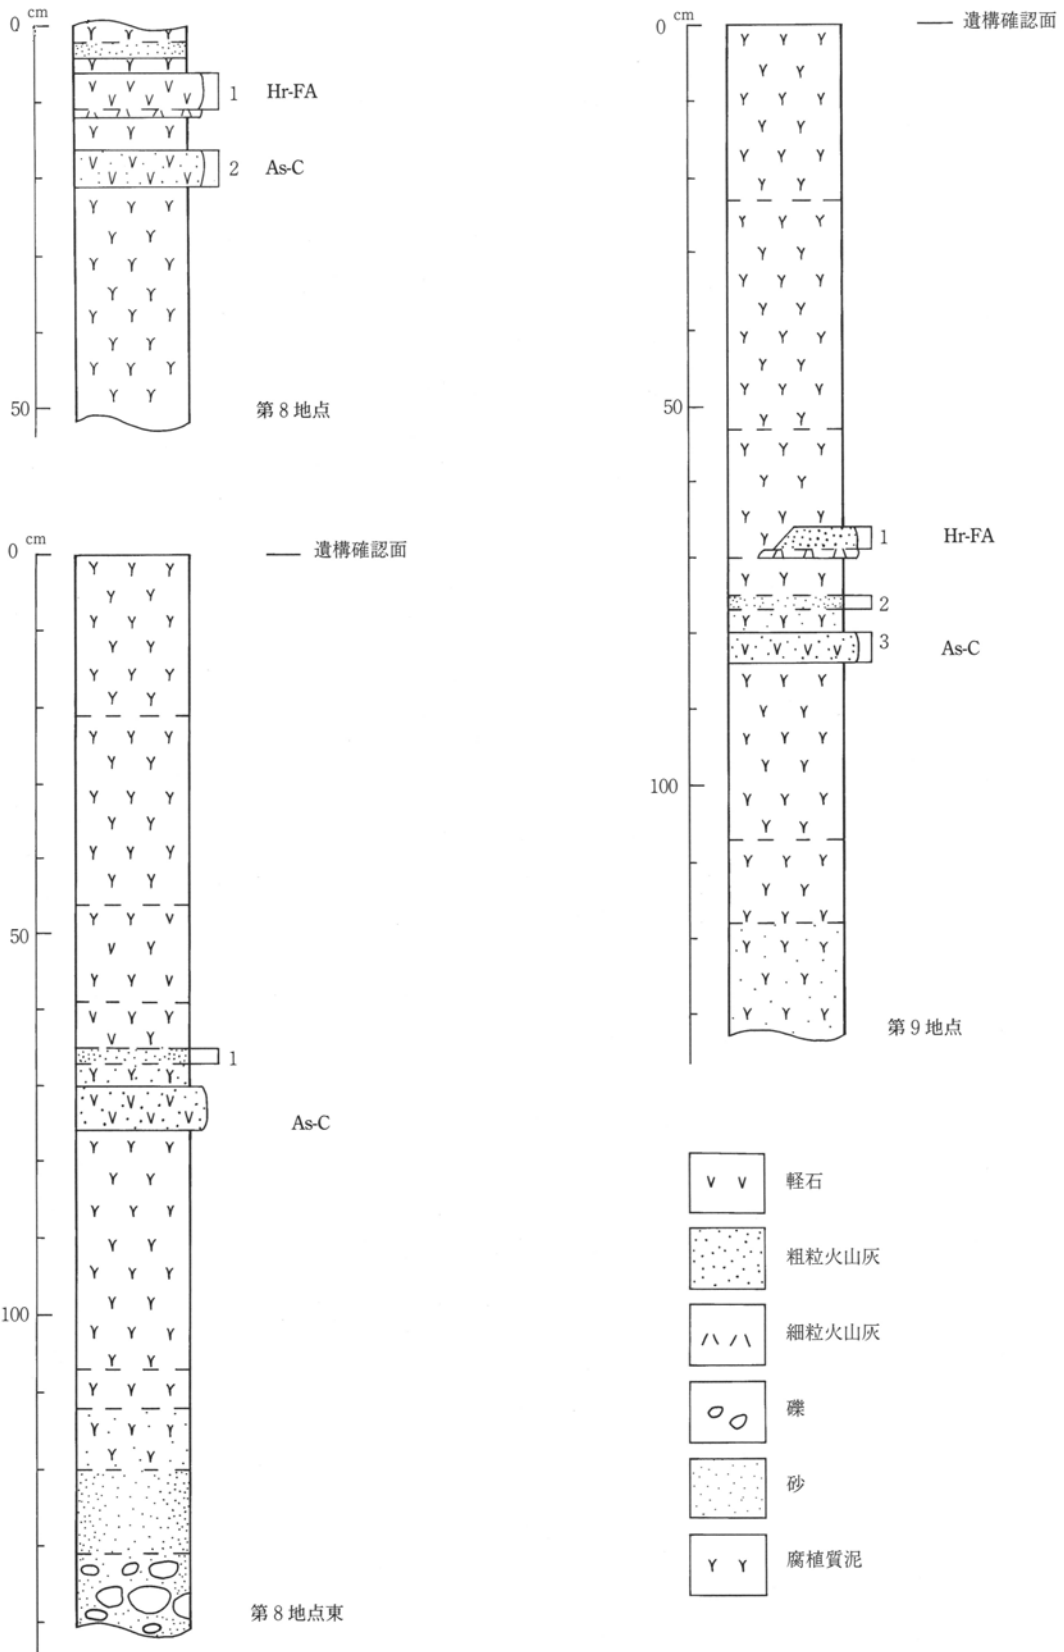 cm
0
1 Hr-FA
2 As-C
50
第8地点
cm
0
遺構確認面
50
1
As-C
100
第8地点東
cm
0
遺構確認面
50
1 Hr-FA
2
3 As-C
100
第9地点
軽石
粗粒火山灰
細粒火山灰
礫
砂
腐植質泥